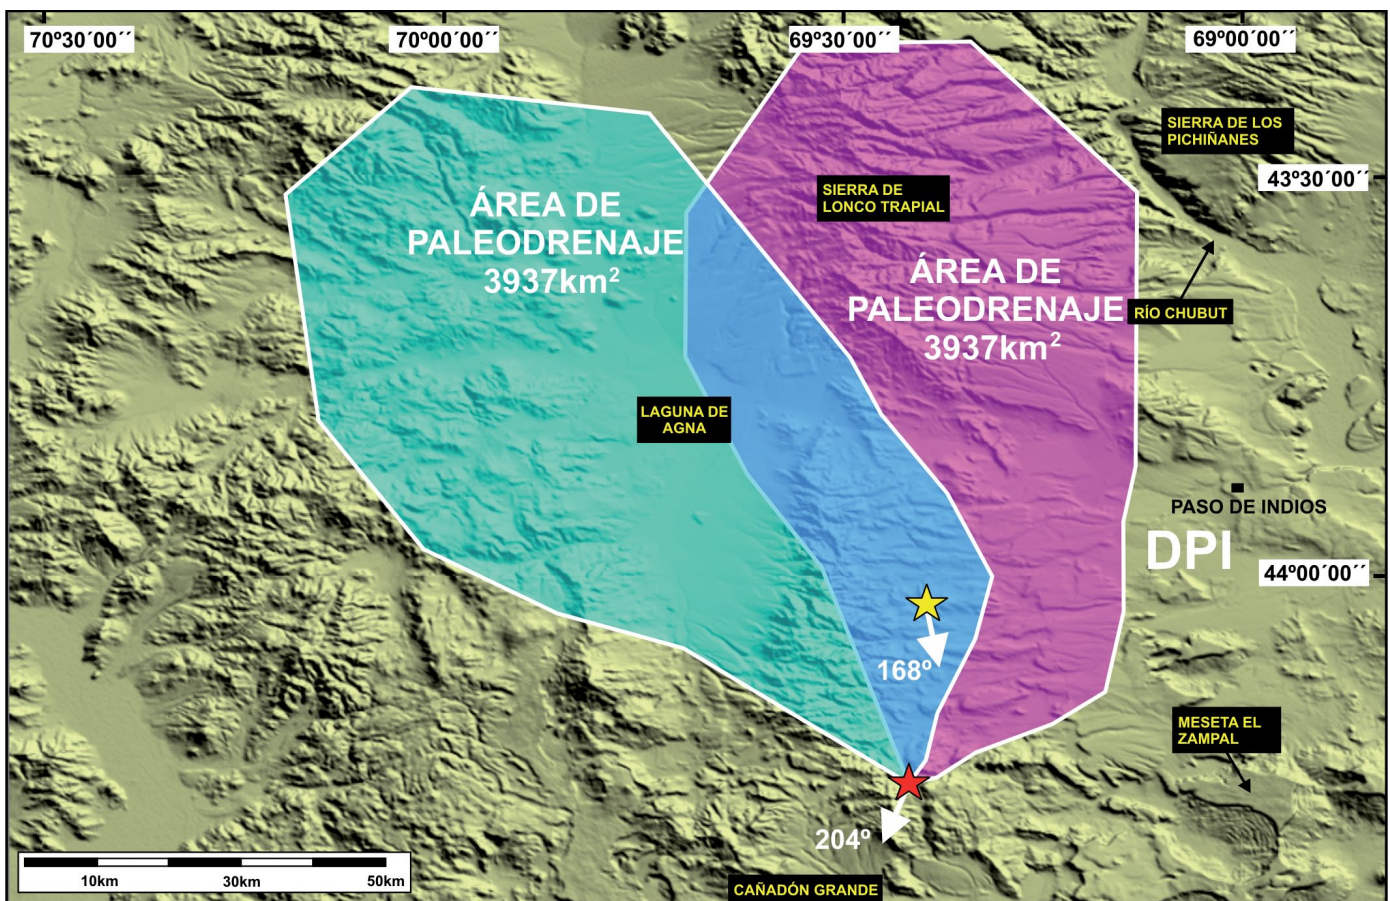 70º30´00´´
70º00´00´´
69º30´00´´
69º00´00´´
SIERRA DE LOS
PICHIÑANES
43º30´00´´
SIERRA DE
LONCO TRAPIAL
ÁREA DE
PALEODRENAJE
3937km²
ÁREA DE
PALEODRENAJE
3937km²
RÍO CHUBUT
LAGUNA DE
AGNA
PASO DE INDIOS
DPI
44º00´00´´
168º
MESETA EL
ZAMPAL
204º
10km
30km
50km
CAÑADÓN GRANDE